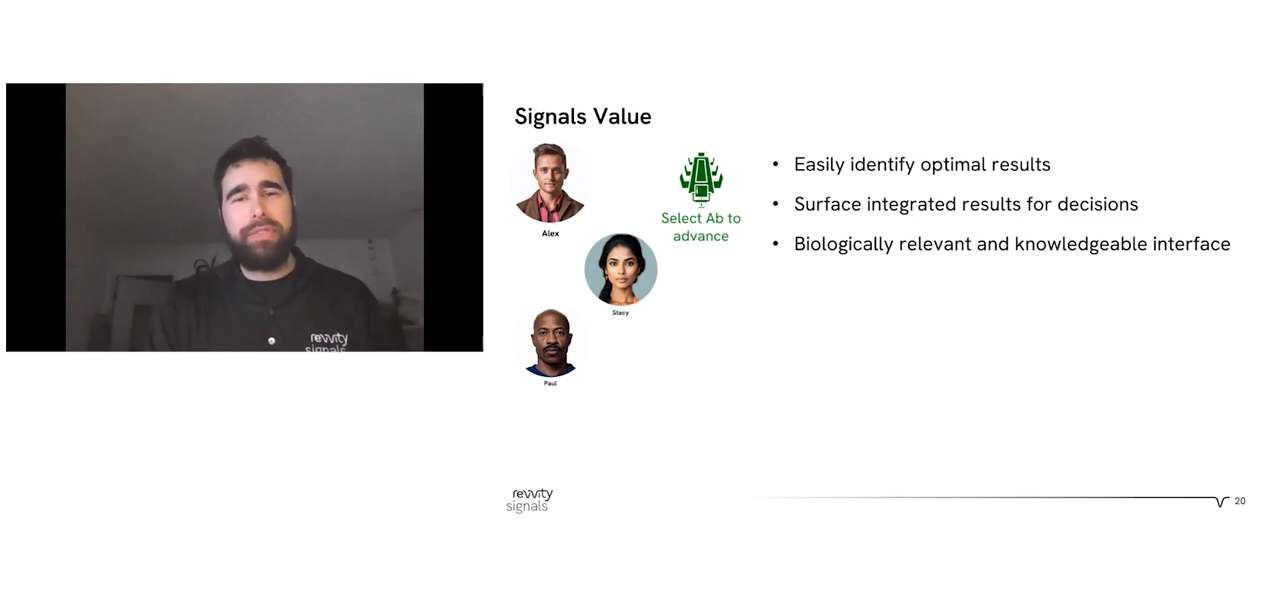 Signals Value
Alex
Stacy
Paul
Select Ab to
advance
• Easily identify optimal results
• Surface integrated results for decisions
• Biologically relevant and knowledgeable interface
revvity
signals
revvity
signals
20